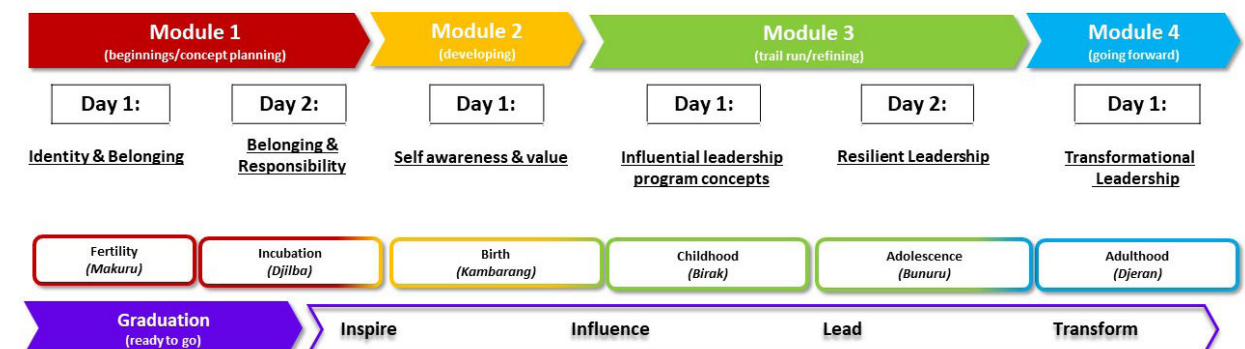 Module 1
(beginnings/concept planning)
Module 2
(developing)
Module 3
(trail run/refining)
Module 4
(going forward)
Day 1:
Day 2:
Day 1:
Day 1:
Day 2:
Day 1:
Identity & Belonging
Belonging &
Responsibility
Self awareness & value
Influential leadership
program concepts
Resilient Leadership
Transformational
Leadership
Fertility
(Makuru)
Incubation
(Djilba)
Birth
(Kambarang)
Childhood
(Birak)
Adolescence
(Bunuru)
Adulthood
(Djeran)
Graduation
(ready to go)
Inspire
Influence
Lead
Transform